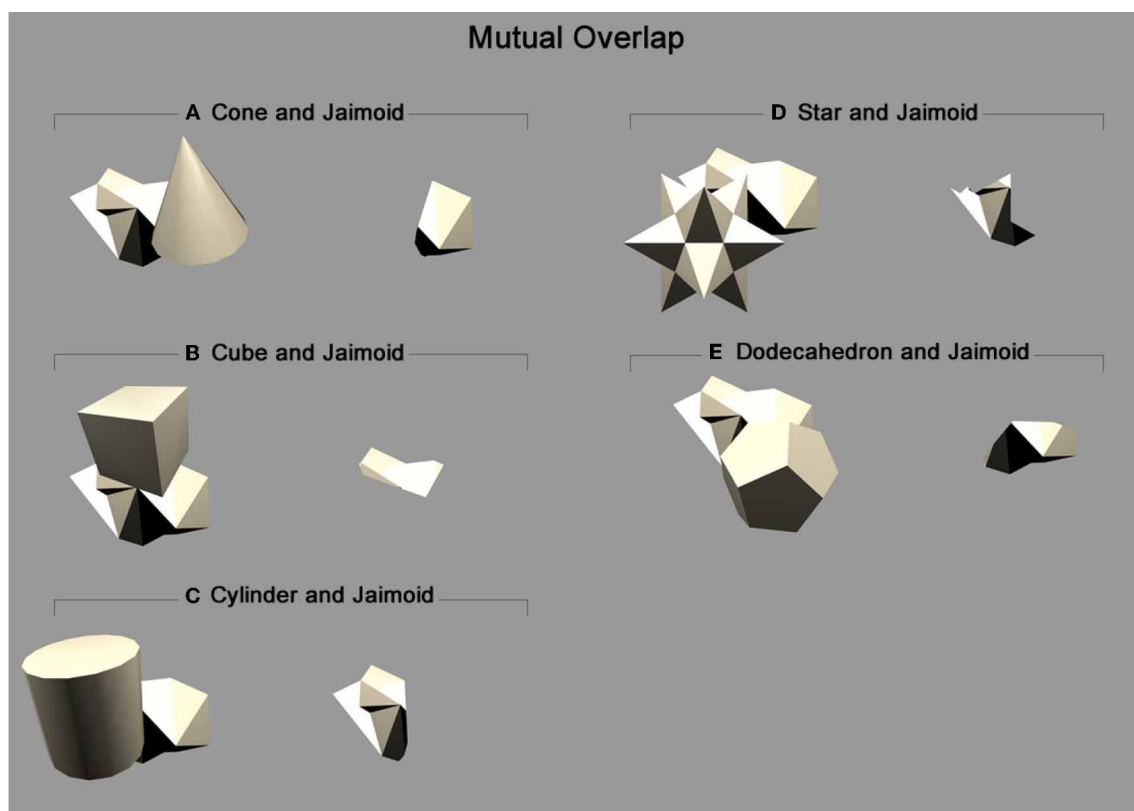 Mutual Overlap
A Cone and Jaimoid
D Star and Jaimoid
B Cube and Jaimoid
E Dodecahedron and Jaimoid
C Cylinder and Jaimoid